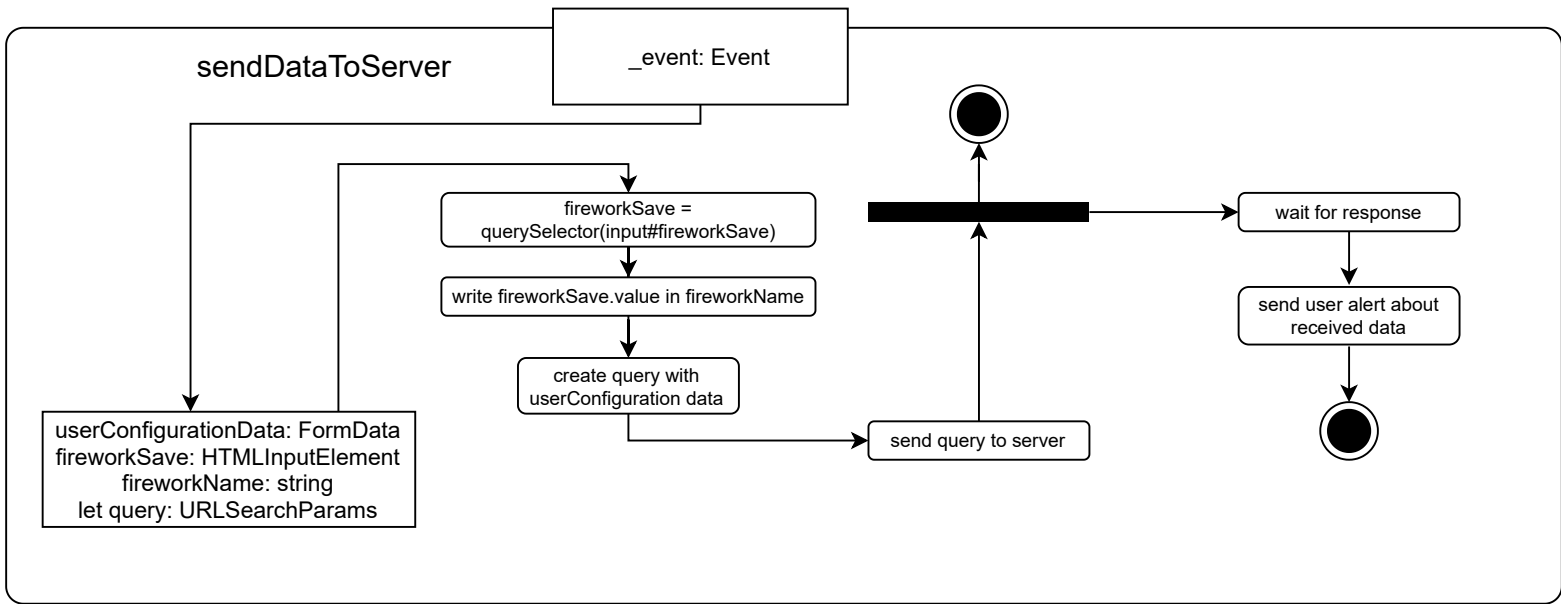 sendDataToServer
_event: Event
fireworkSave =
querySelector(input#fireworkSave)
write fireworkSave.value in fireworkName
create query with
userConfiguration data
userConfigurationData: FormData
fireworkSave: HTMLInputElement
fireworkName: string
let query: URLSearchParams
send query to server
wait for response
send user alert about
received data